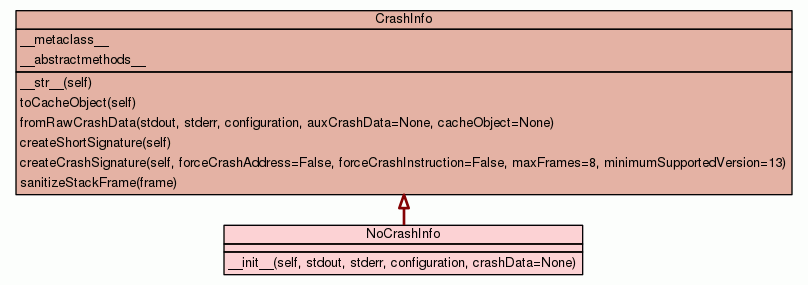 CrashInfo
__metaclass__
__abstractmethods__
__str__(self)
toCacheObject(self)
fromRawCrashData(stdout, stderr, configuration, auxCrashData=None, cacheObject=None)
createShortSignature(self)
createCrashSignature(self, forceCrashAddress=False, forceCrashInstruction=False, maxFrames=8, minimumSupportedVersion=13)
sanitizeStackFrame(frame)
NoCrashInfo
__init__(self, stdout, stderr, configuration, crashData=None)